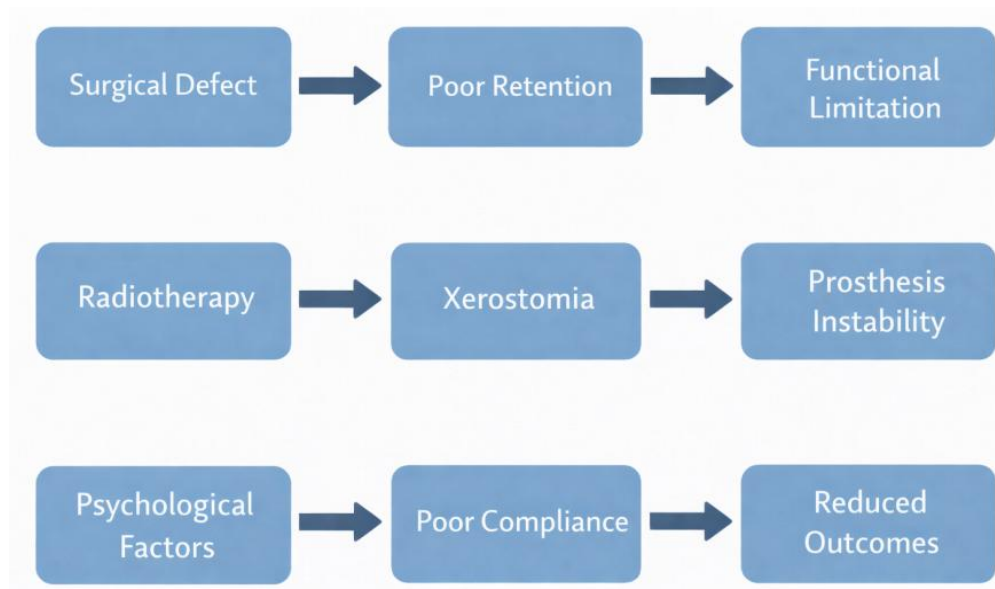 Surgical Defect
Poor Retention
Functional
Limitation
Radiotherapy
Xerostomia
Prosthesis
Instability
Psychological
Factors
Poor Compliance
Reduced
Outcomes